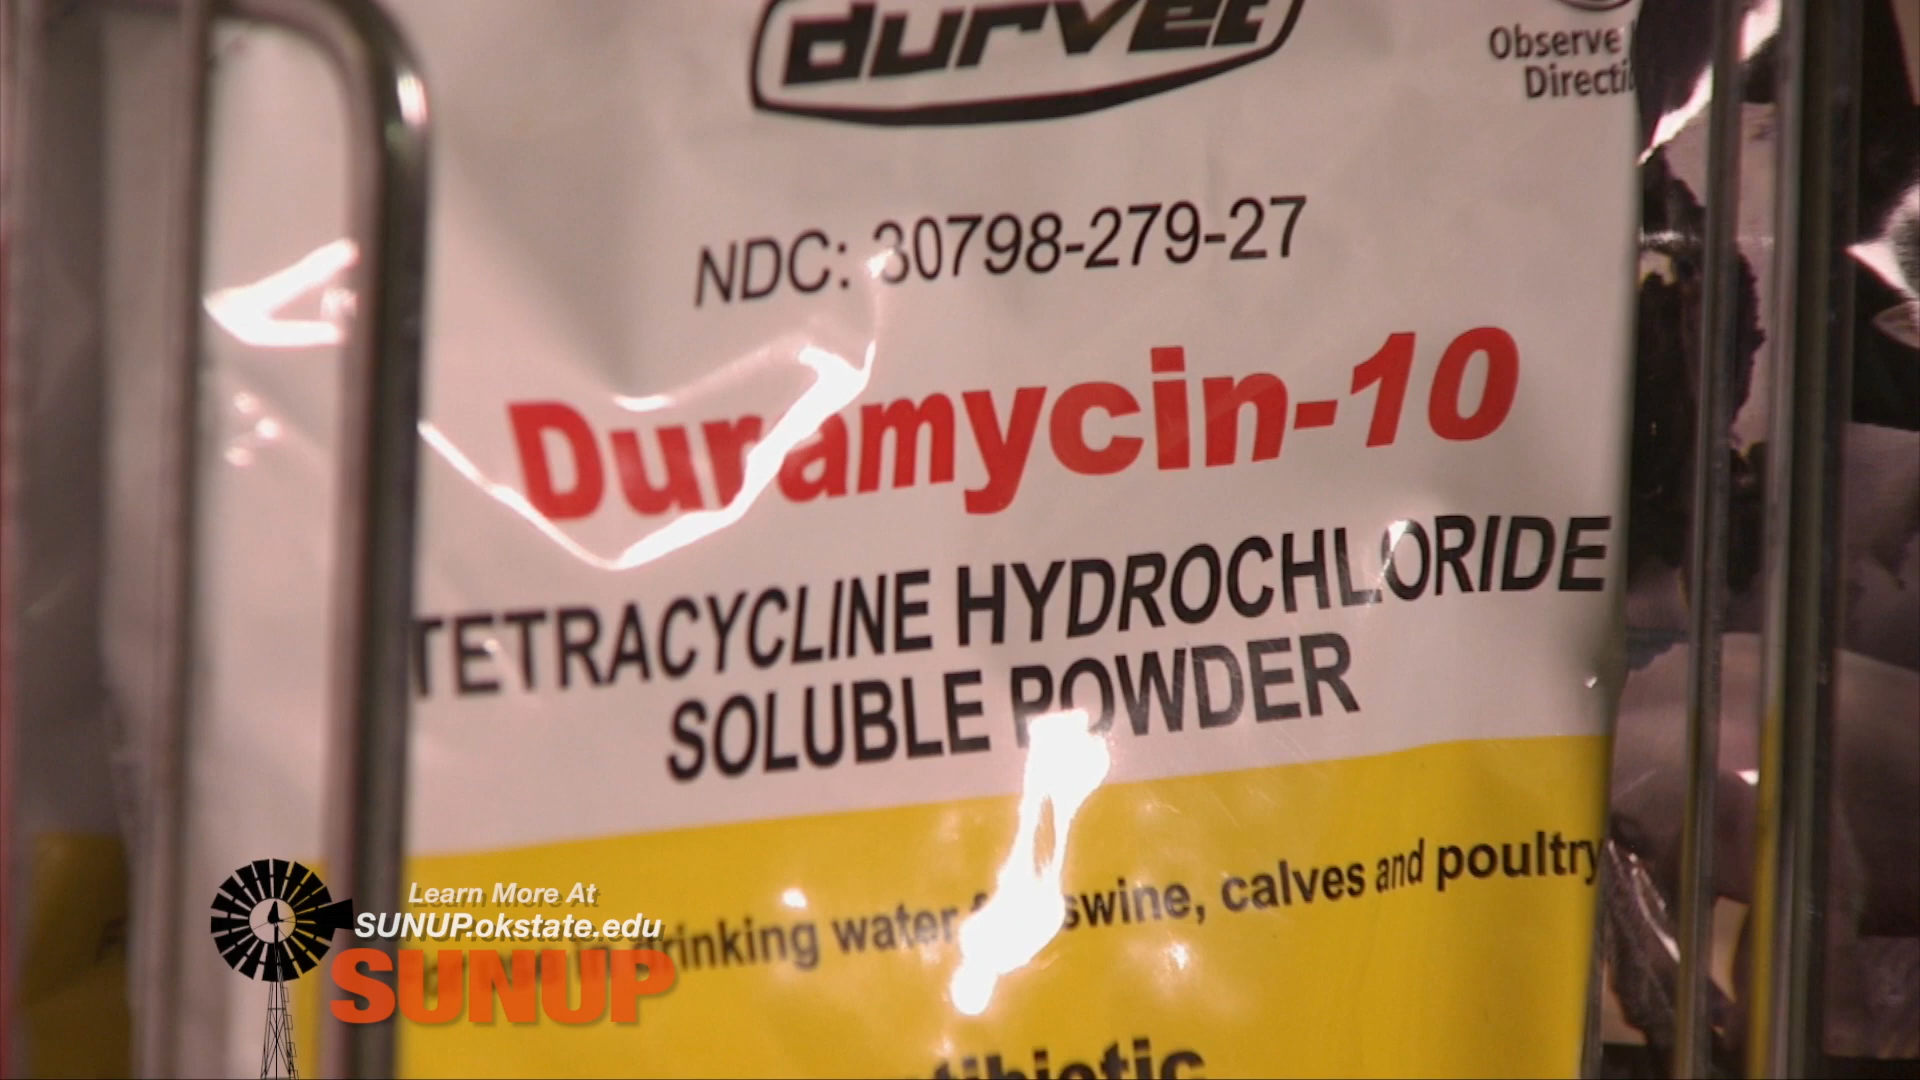 durvet
Observe
Directi
NDC: 30798-279-27
Duramycin-10
TETRACYCLINE HYDROCHLORIDE
SOLUBLE POWDER
drinking water swine, calves and poultry
Learn More At
SUNUP.okstate.edu
SUNUP